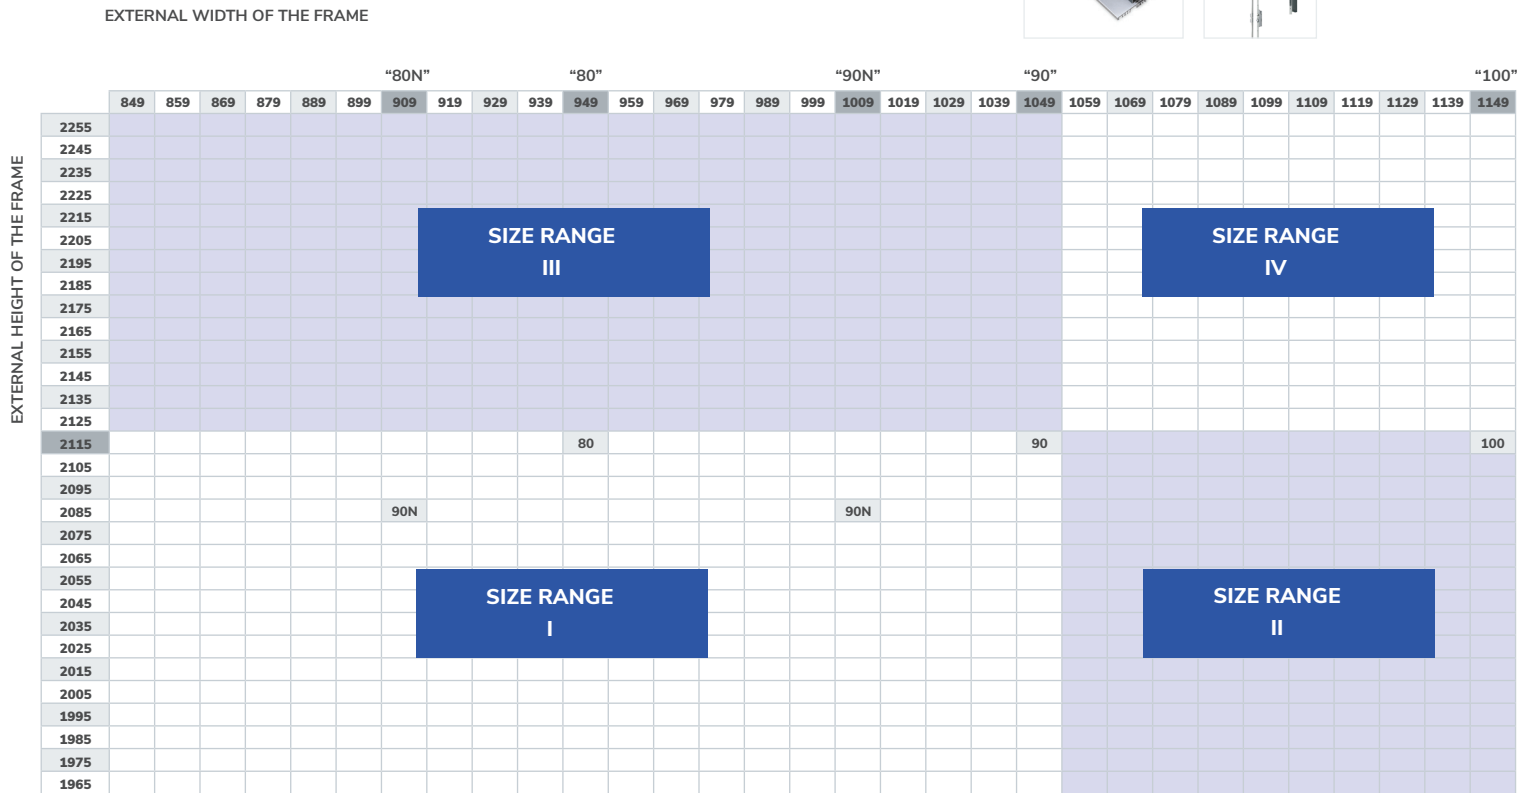 EXTERNAL WIDTH OF THE FRAME
“80N” “80” “90N” “90” “100”
849 859 869 879 889 899 909 919 929 939 949 959 969 979 989 999 1009 1019 1029 1039 1049 1059 1069 1079 1089 1099 1109 1119 1129 1139 1149
EXTERNAL HEIGHT OF THE FRAME
2255
2245
2235
2225
2215
2205
2195
2185
2175
2165
2155
2145
2135
2125
SIZE RANGE
III
SIZE RANGE
IV
2115 80 90 100
2105
2095
2085 90N 90N
2075
2065
2055
2045
2035
2025
2015
2005
1995
1985
1975
1965
SIZE RANGE
I
SIZE RANGE
II